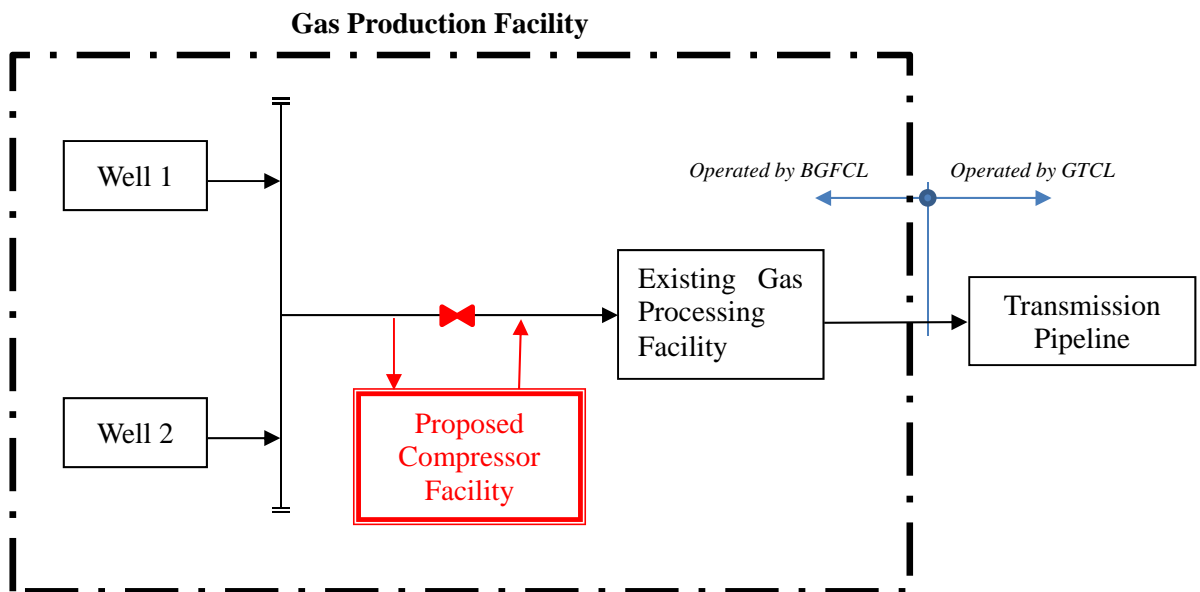 Gas Production Facility
Well 1
Operated by BGFCL
Operated by GTCL
Existing Gas
Processing
Facility
Transmission
Pipeline
Well 2
Proposed
Compressor
Facility